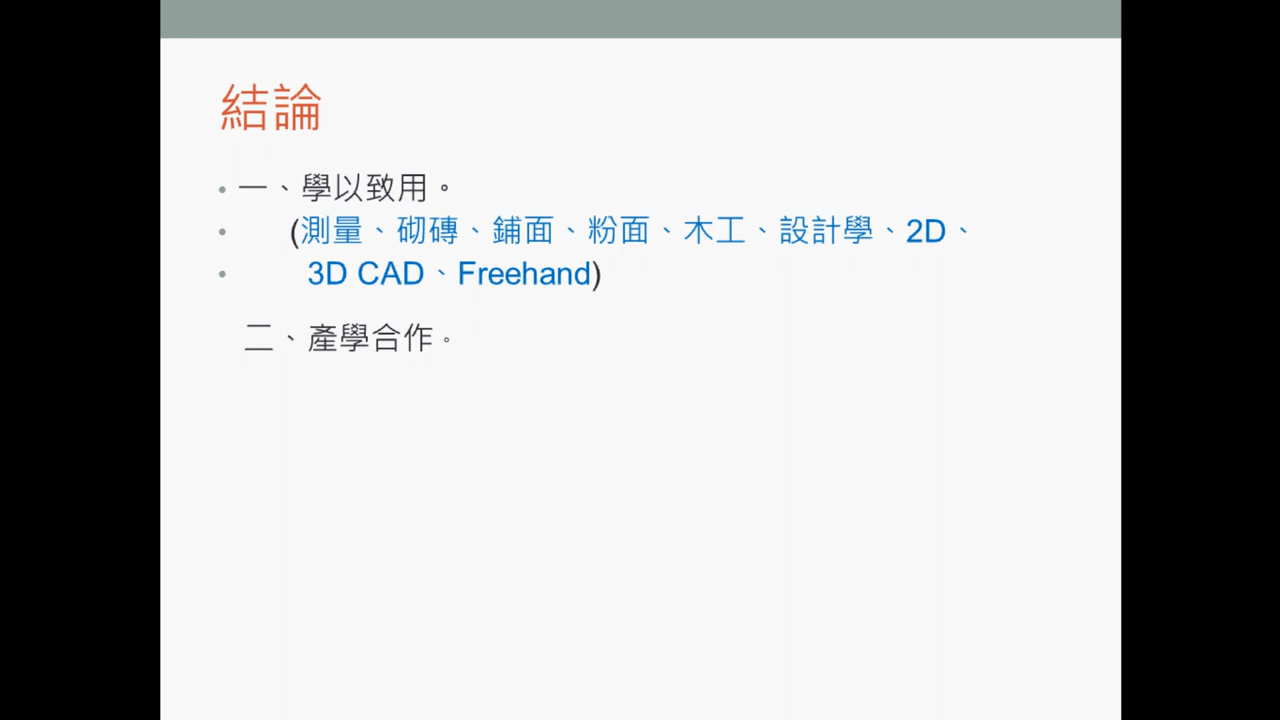 結論
• 一、學以致用。
• (測量、砌磚、鋪面、粉面、木工、設計學、2D、
• 3D CAD、Freehand)
二、產學合作。